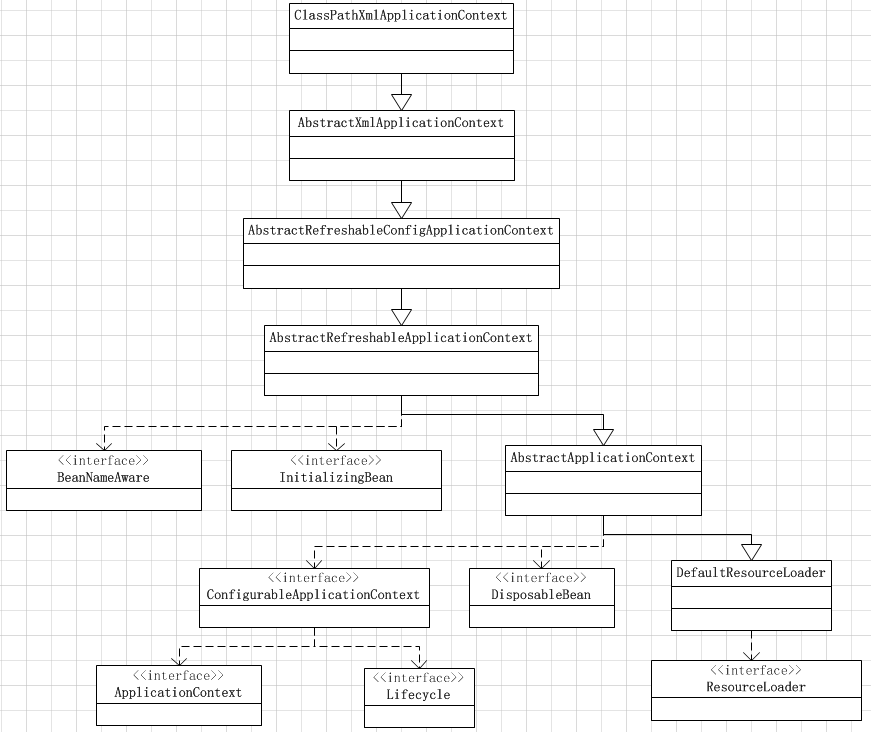 ClassPathXmlApplicationContext
AbstractXmlApplicationContext
AbstractRefreshableConfigApplicationContext
AbstractRefreshableApplicationContext
<<interface>>
BeanNameAware
<<interface>>
InitializingBean
AbstractApplicationContext
<<interface>>
ConfigurableApplicationContext
<<interface>>
DisposableBean
DefaultResourceLoader
<<interface>>
ApplicationContext
<<interface>>
Lifecycle
<<interface>>
ResourceLoader